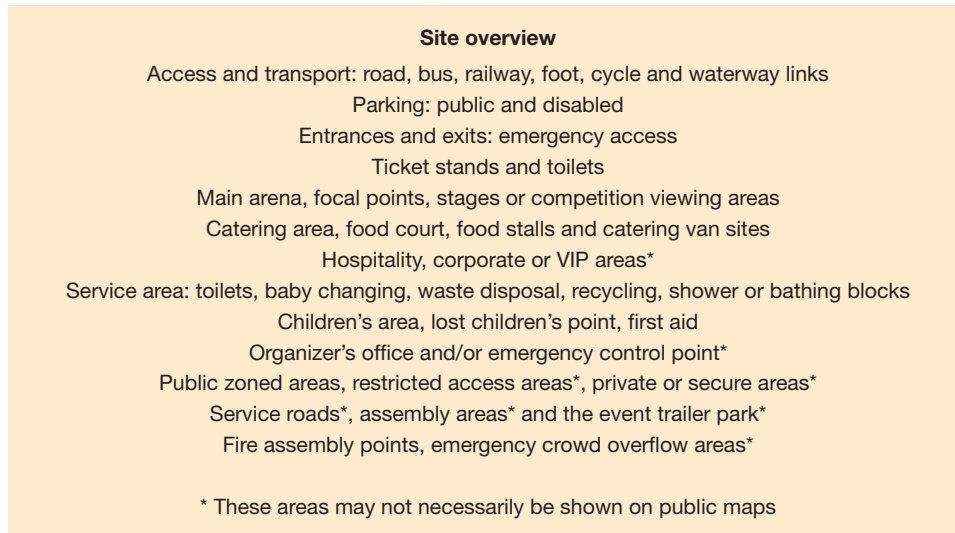 Site overview
Access and transport: road, bus, railway, foot, cycle and waterway links
Parking: public and disabled
Entrances and exits: emergency access
Ticket stands and toilets
Main arena, focal points, stages or competition viewing areas
Catering area, food court, food stalls and catering van sites
Hospitality, corporate or VIP areas*
Service area: toilets, baby changing, waste disposal, recycling, shower or bathing blocks
Children’s area, lost children’s point, first aid
Organizer’s office and/or emergency control point*
Public zoned areas, restricted access areas*, private or secure areas*
Service roads*, assembly areas* and the event trailer park*
Fire assembly points, emergency crowd overflow areas*
* These areas may not necessarily be shown on public maps